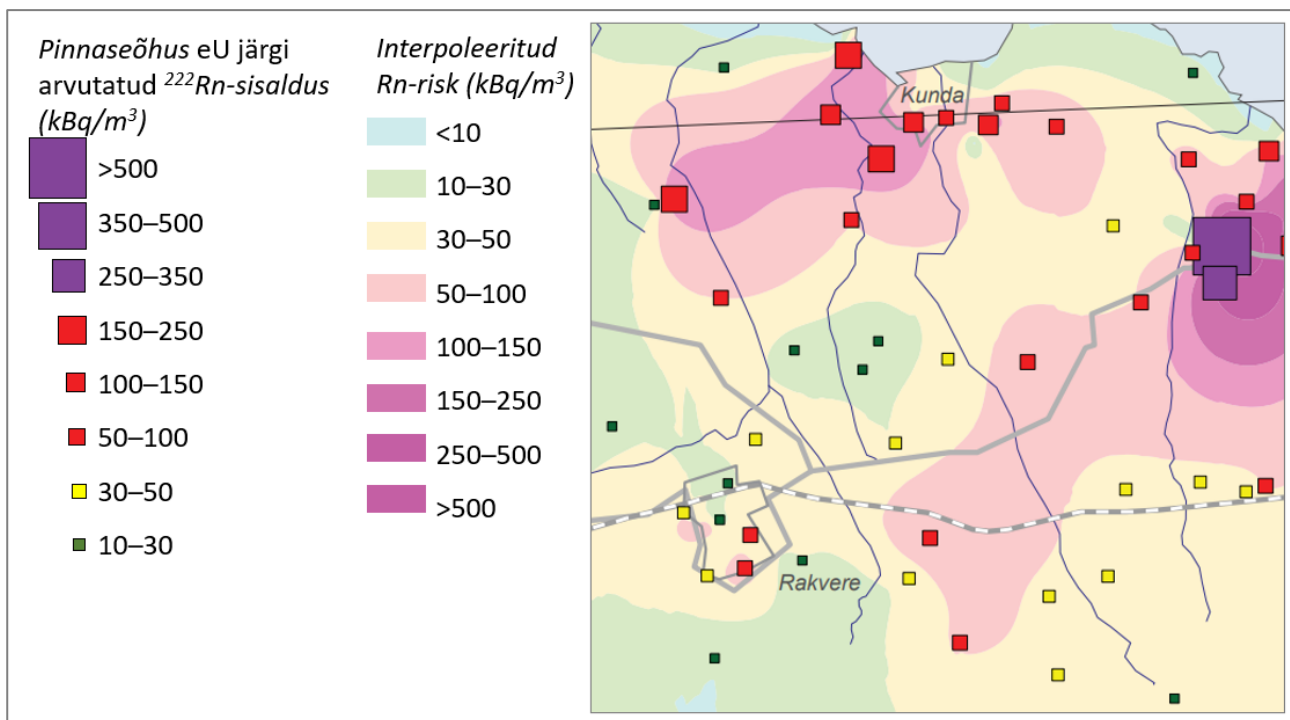 Pinnaseõhus eU järgi
arvutatud ²²²Rn-sisaldus
(kBq/m³)
>500
350–500
250–350
150–250
100–150
50–100
30–50
10–30
Interpoleeritud
Rn-risk (kBq/m³)
<10
10–30
30–50
50–100
100–150
150–250
250–500
>500
Kunda
Rakvere